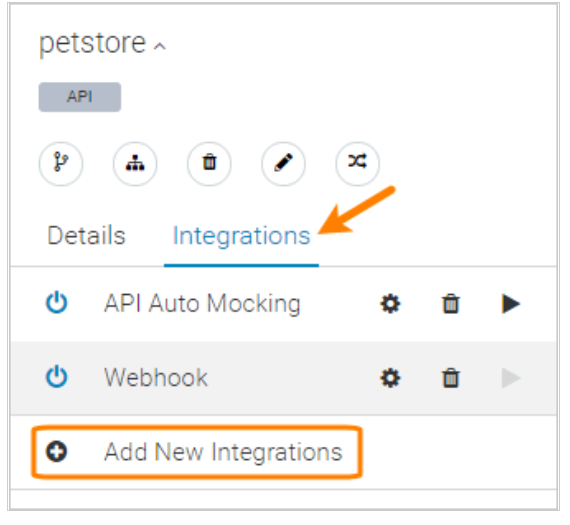 petstore
API
Details Integrations
API Auto Mocking
Webhook
Add New Integrations